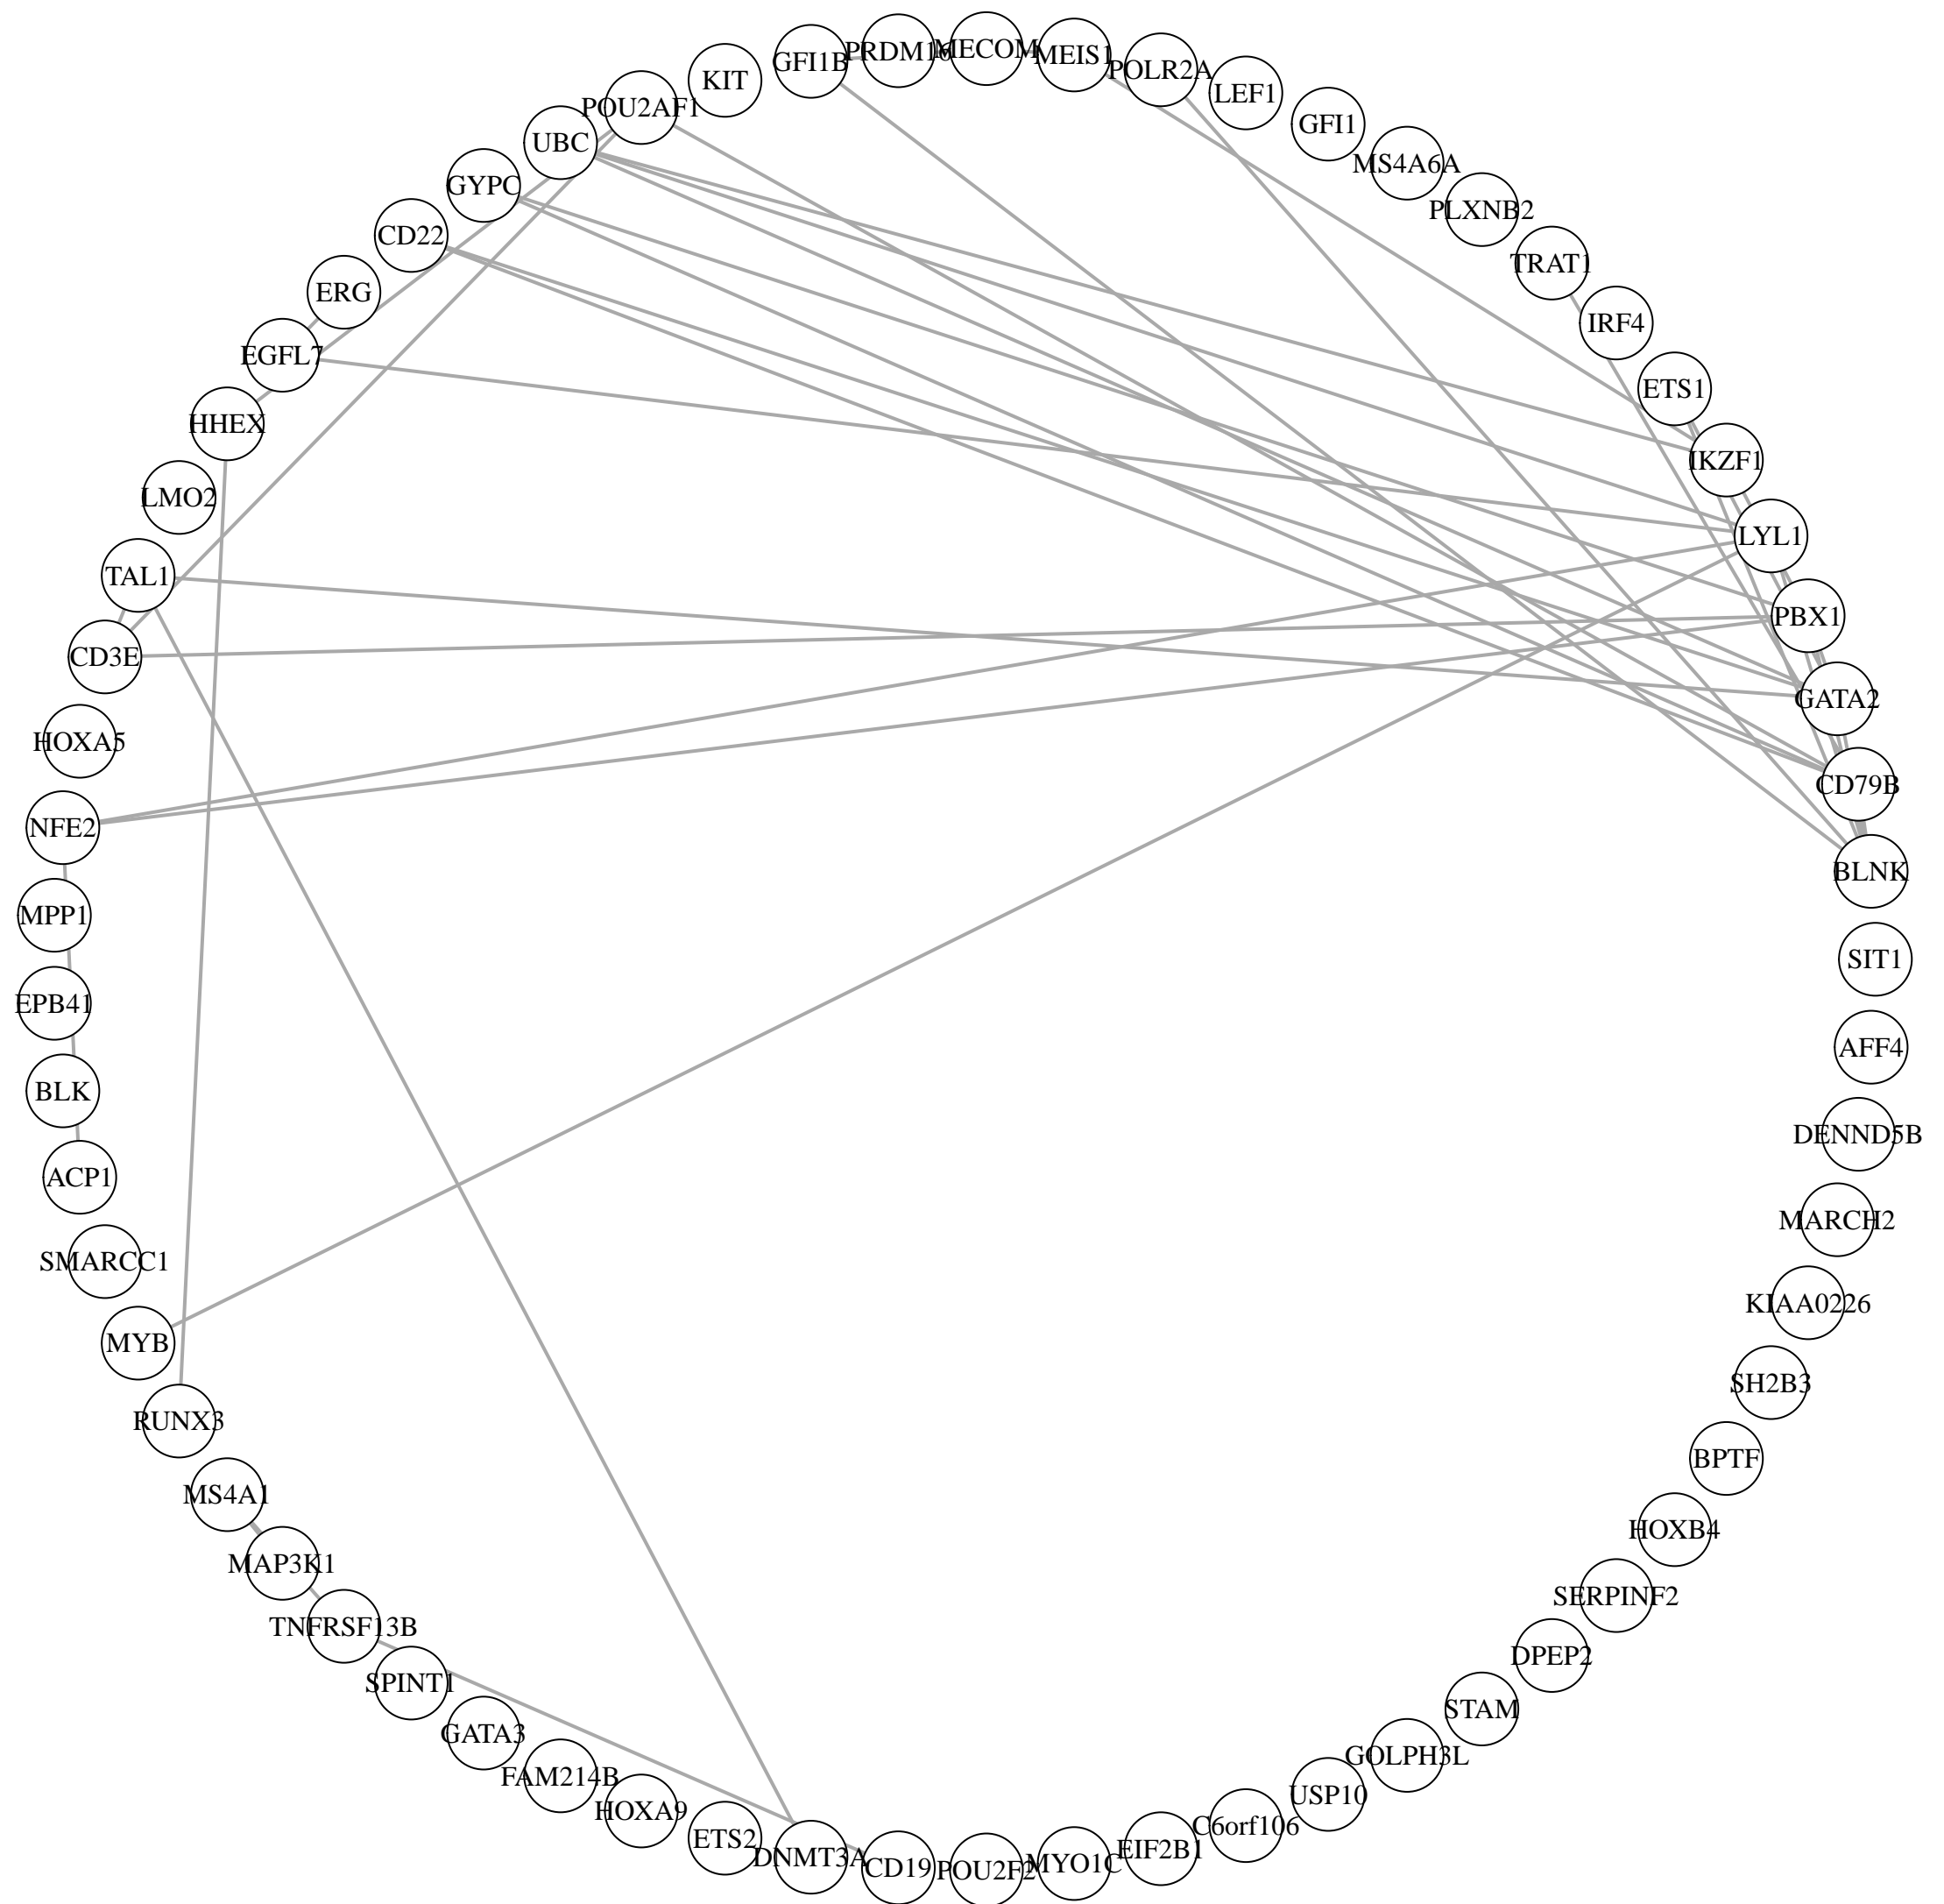 MECOM
PRDM16
MEIS1
GFI1B
POLR2A
KIT
LEF1
POU2AF1
GFI1
UBC
MS4A6A
GYPC
PLXNB2
CD22
TRAT1
ERG
IRF4
EGFL7
ETS1
HHEX
IKZF1
LMO2
LYL1
TAL1
PBX1
CD3E
GATA2
HOXA5
CD79B
NFE2
BLNK
MPP1
SIT1
EPB41
AFF4
BLK
DENND5B
ACP1
MARCH2
SMARCC1
KIAA0226
MYB
SH2B3
RUNX3
BPTF
MS4A1
HOXB4
MAP3K1
SERPINF2
TNFRSF13B
DPEP2
SPINT1
STAM
GATA3
GOLPH3L
FAM214B
USP10
HOXA9
C6orf106
ETS2
EIF2B1
DNMT3A
MYO1C
CD19
POU2F2